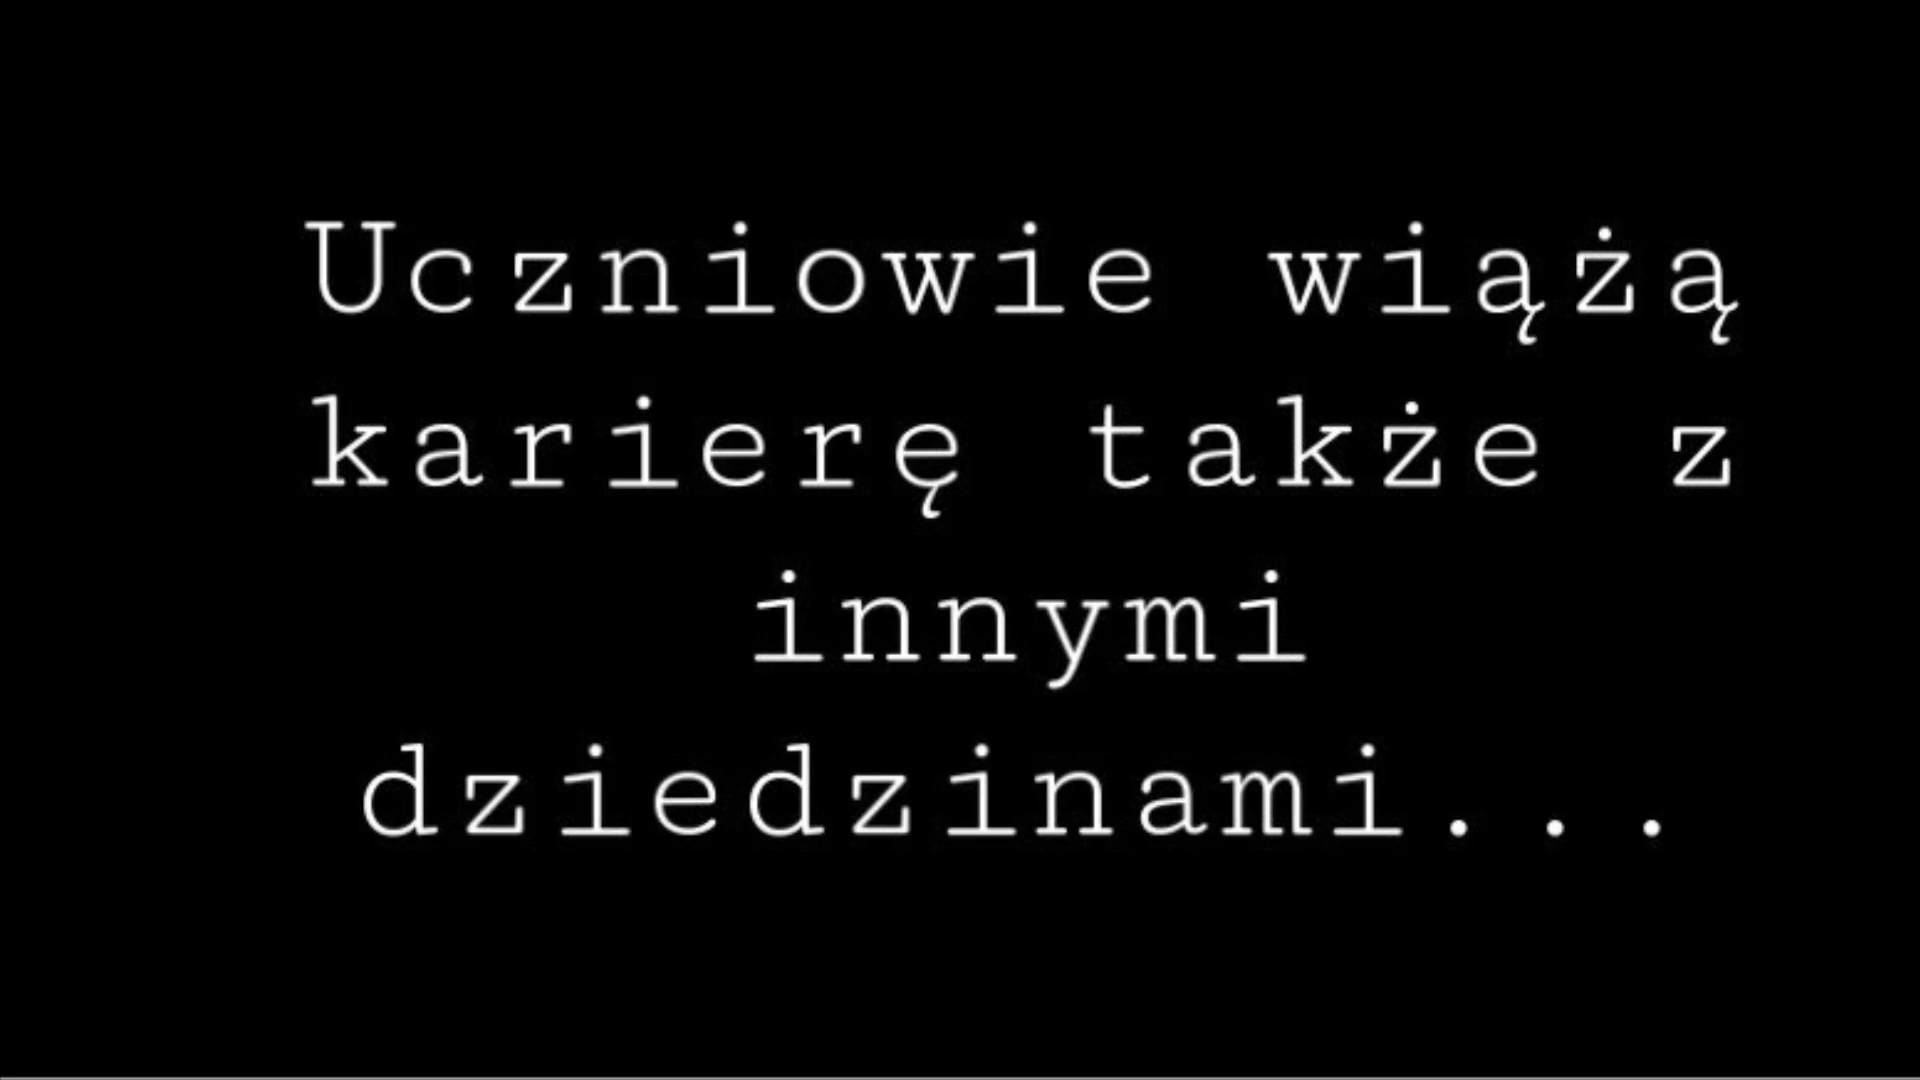 Uczniowie wiążą
karierę także z
innymi
dziedzinami...